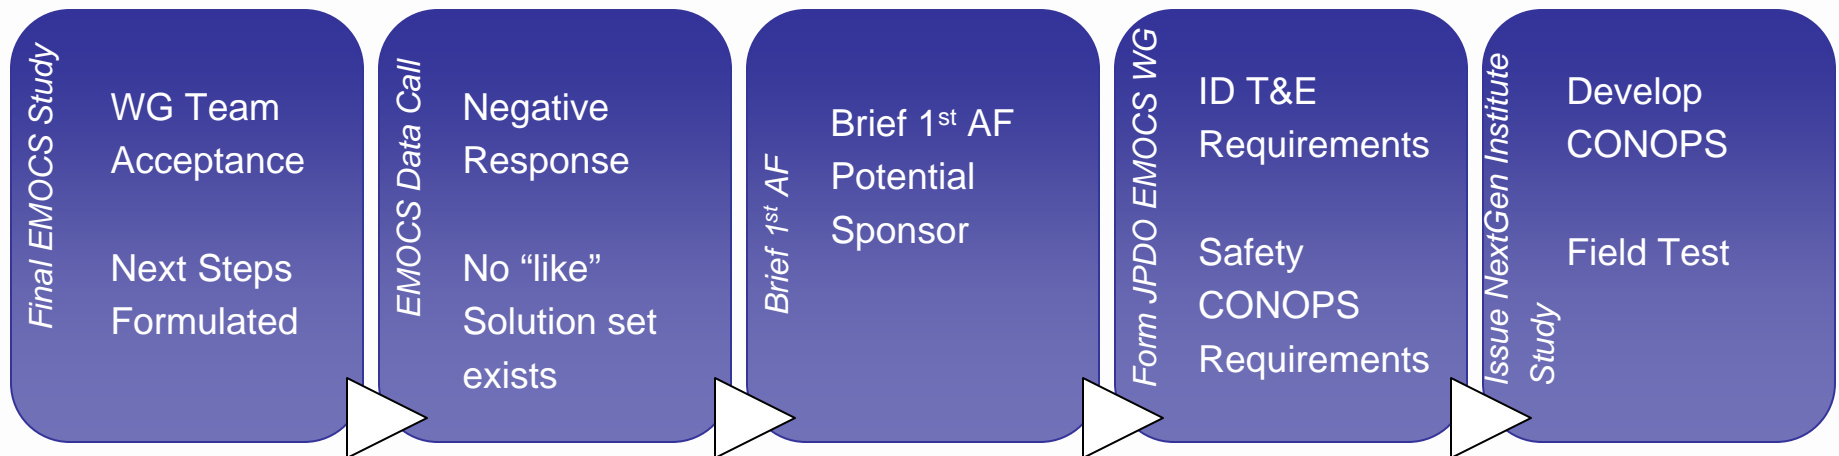 Final EMOCS Study
WG Team
Acceptance
Next Steps
Formulated
EMOCS Data Call
Negative
Response
No “like”
Solution set
exists
Brief 1st AF
Brief 1st AF
Potential
Sponsor
Form JPDO EMOCS WG
ID T&E
Requirements
Safety
CONOPS
Requirements
Issue NextGen Institute
Study
Develop
CONOPS
Field Test